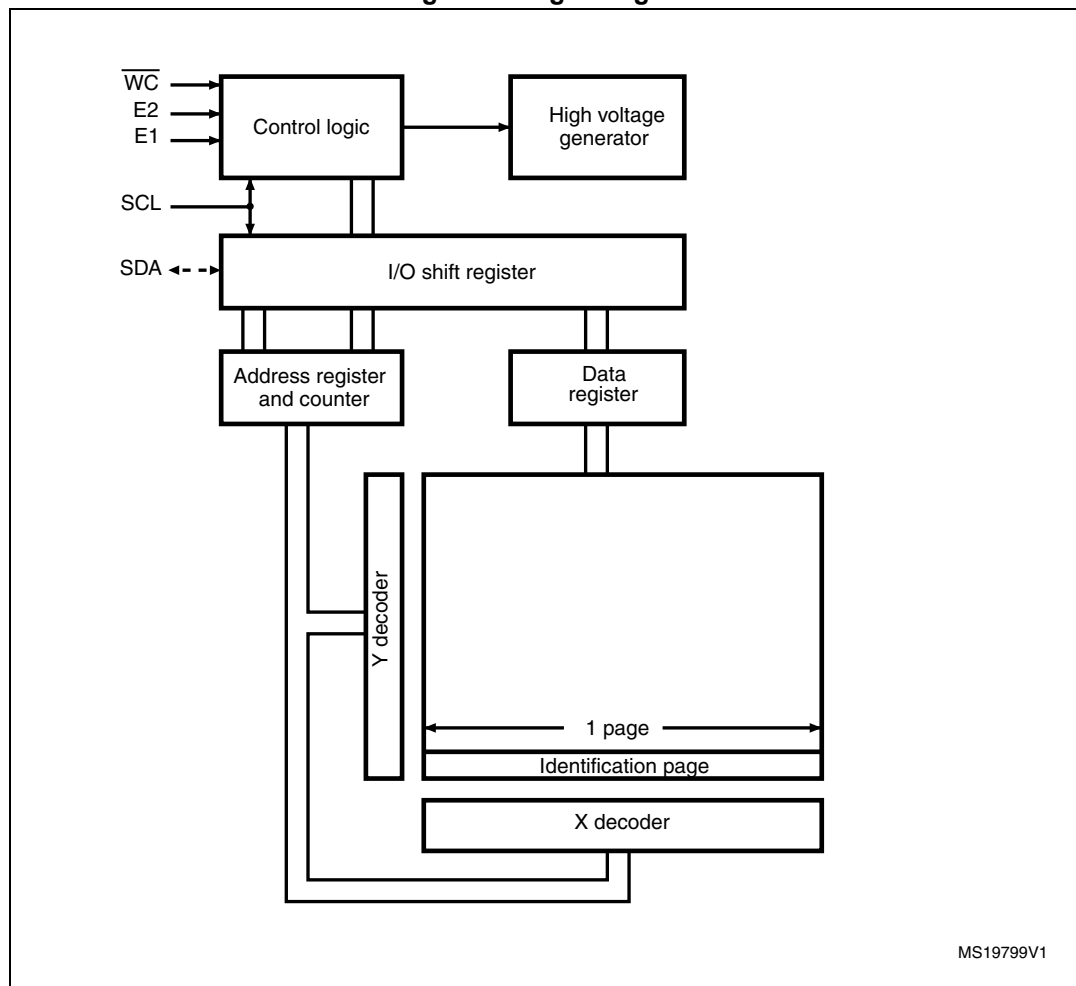 W̅C̅
E2
E1
Control logic
High voltage
generator
SCL
SDA
I/O shift register
Address register
and counter
Data
register
Y decoder
1 page
Identification page
X decoder
MS19799V1